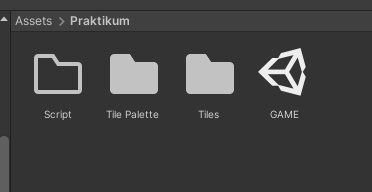 Assets > Praktikum
Script
Tile Palette
Tiles
GAME